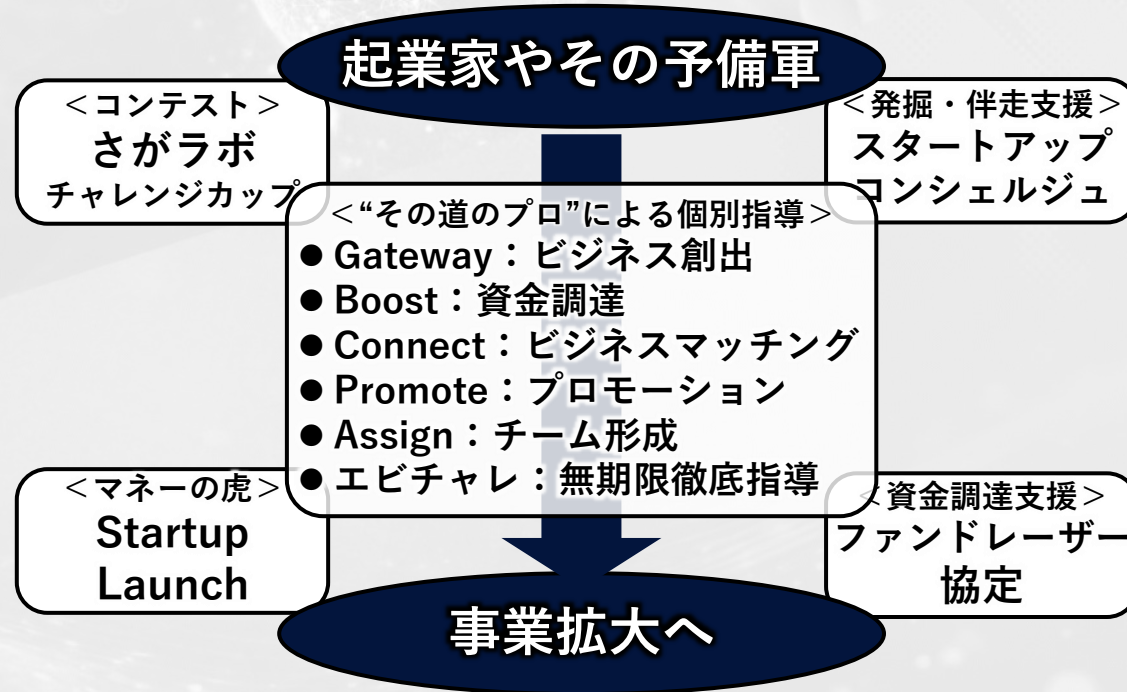 起業家やその予備軍
＜コンテスト＞
さがラボ
チャレンジカップ
＜発掘・伴走支援＞
スタートアップ
コンシェルジュ
＜“その道のプロ”による個別指導＞
● Gateway：ビジネス創出
● Boost：資金調達
● Connect：ビジネスマッチング
● Promote：プロモーション
● Assign：チーム形成
● エビチャレ：無期限徹底指導
＜マネーの虎＞
Startup
Launch
＜資金調達支援＞
ファンドレーザー
協定
事業拡大へ